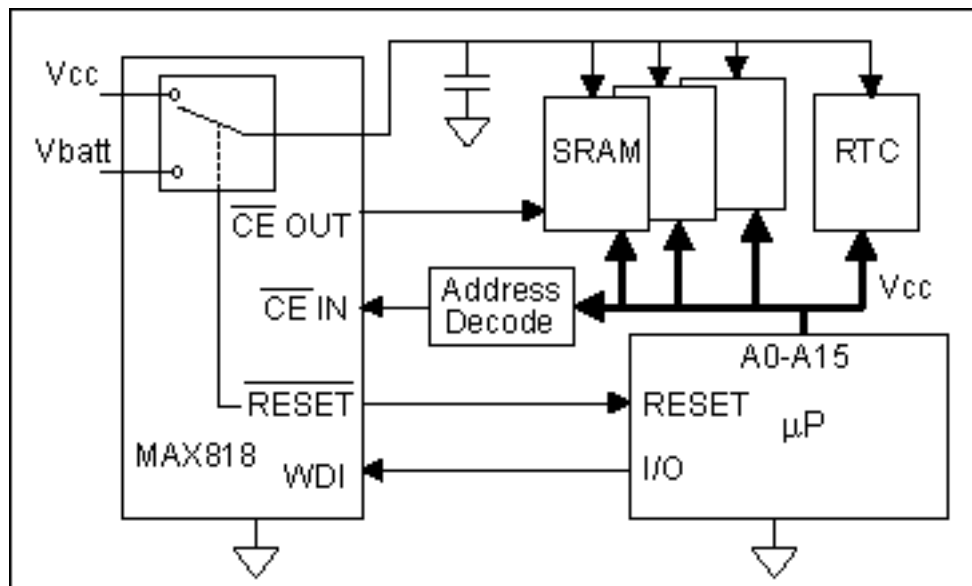 Vcc
Vbatt
SRAM
RTC
CE OUT
CE IN
Address
Decode
Vcc
A0-A15
RESET
RESET
μP
MAX818
WDI
I/O